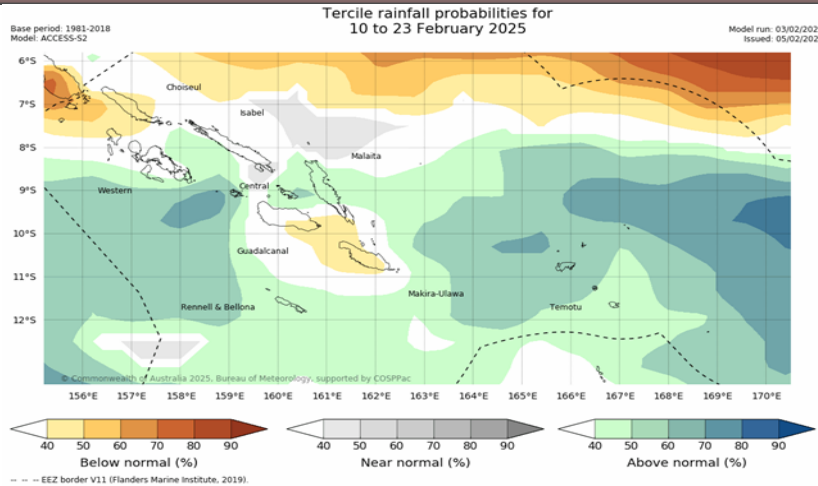 Tercile rainfall probabilities for
10 to 23 February 2025
Base period: 1981-2018
Model: ACCESS-S2
Model run: 03/02/202
Issued: 05/02/202
6°S
7°S
8°S
9°S
10°S
11°S
12°S
Choiseul
Isabel
Malaita
Western
Central
Guadalcanal
Makira-Ulawa
Rennell & Bellona
Temotu
© Commonwealth of Australia 2025, Bureau of Meteorology, supported by COSPPac
156°E 157°E 158°E 159°E 160°E 161°E 162°E 163°E 164°E 165°E 166°E 167°E 168°E 169°E 170°E
40 50 60 70 80 90
Below normal (%)
40 50 60 70 80 90
Near normal (%)
40 50 60 70 80 90
Above normal (%)
-- -- -- EEZ border V11 (Flanders Marine Institute, 2019).